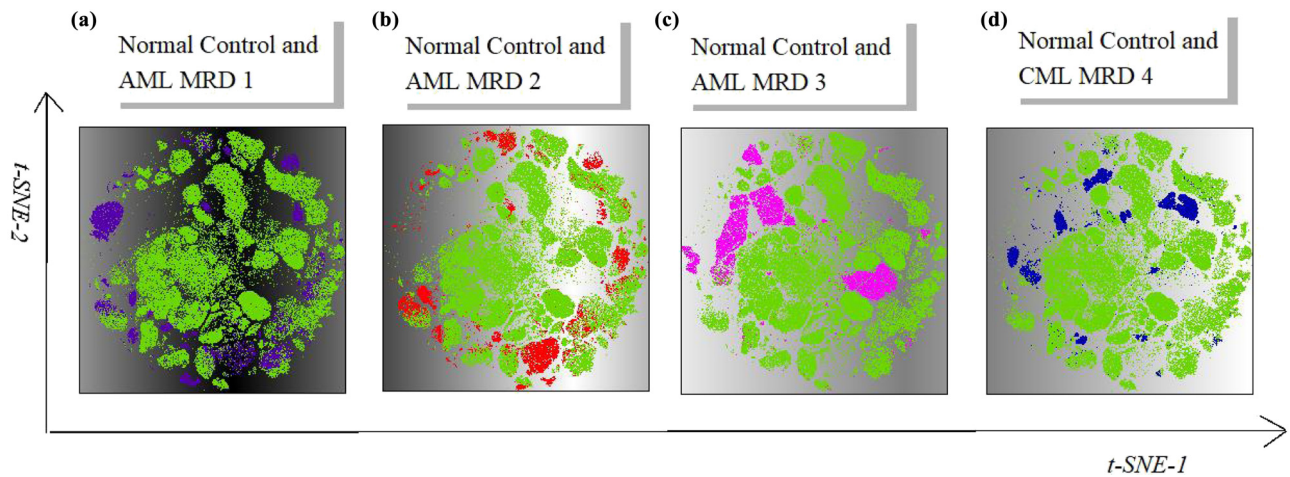 (a)
Normal Control and
AML MRD 1
(b)
Normal Control and
AML MRD 2
(c)
Normal Control and
AML MRD 3
(d)
Normal Control and
CML MRD 4
t-SNE-2
t-SNE-1